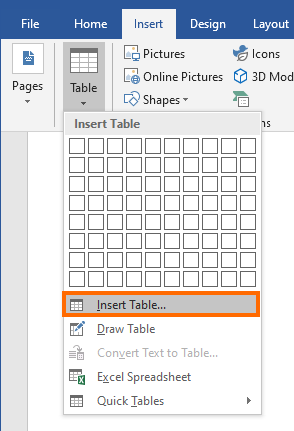 File Home Insert Design Layout
Pages
Table
Pictures
Online Pictures
Shapes
Icons
3D Mod
Insert Table
Insert Table...
Draw Table
Convert Text to Table...
Excel Spreadsheet
Quick Tables